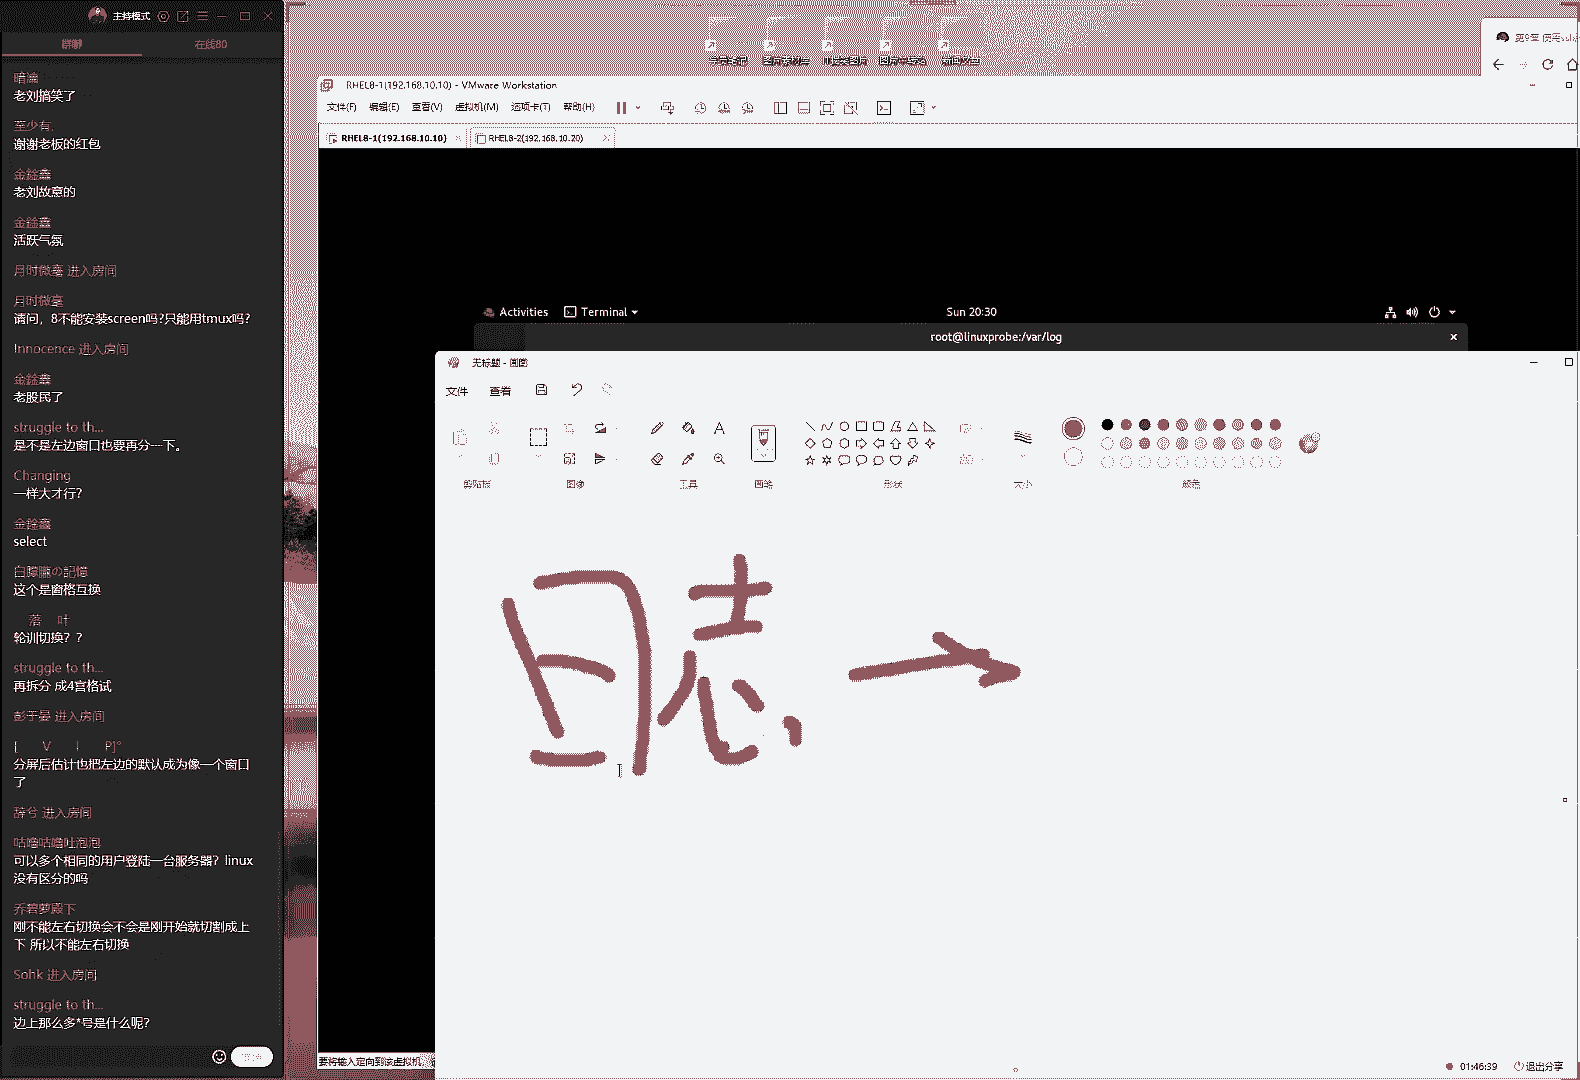 主持模式
群聊
在线80
暗淡
老刘搞笑了
至少有.
谢谢老板的红包
金鍂鑫
老刘故意的
金鍂鑫
活跃气氛
月时微毫 进入房间
月时微毫
请问，8不能安装screen吗?只能用tmux吗?
Innocence 进入房间
金鍂鑫
老股民了
struggle to th...
是不是左边窗口也要再分一下。
Changing
一样大才行?
金鍂鑫
select
白朦朧の記憶
这个是窗格互换
落 叶
轮训切换？？
struggle to th...
再拆分 成4宫格试
彭于晏 进入房间
[ V I P]°
分屏后估计也把左边的默认成为像一个窗口
了
辞兮 进入房间
咕噜咕噜吐泡泡
可以多个相同的用户登陆一台服务器? linux
没有区分的吗
乔碧萝殿下
刚不能左右切换会不会是刚开始就切割成上
下 所以不能左右切换
Sohk 进入房间
struggle to th...
边上那么多*号是什么呢?
RHEL8-1(192.168.10.10) - VMware Workstation
文件(F) 编辑(E) 查看(V) 虚拟机(M) 选项卡(T) 帮助(H)
RHEL8-1(192.168.10.10) × RHEL8-2(192.168.10.20) ×
Activities Terminal Sun 20:30
root@linuxprobe:/var/log
无标题 - 画图
文件 查看
剪贴板 图像 工具 画笔 形状 大小 颜色
日志
要将输入定向到该虚拟机，
01:46:39 退出分享